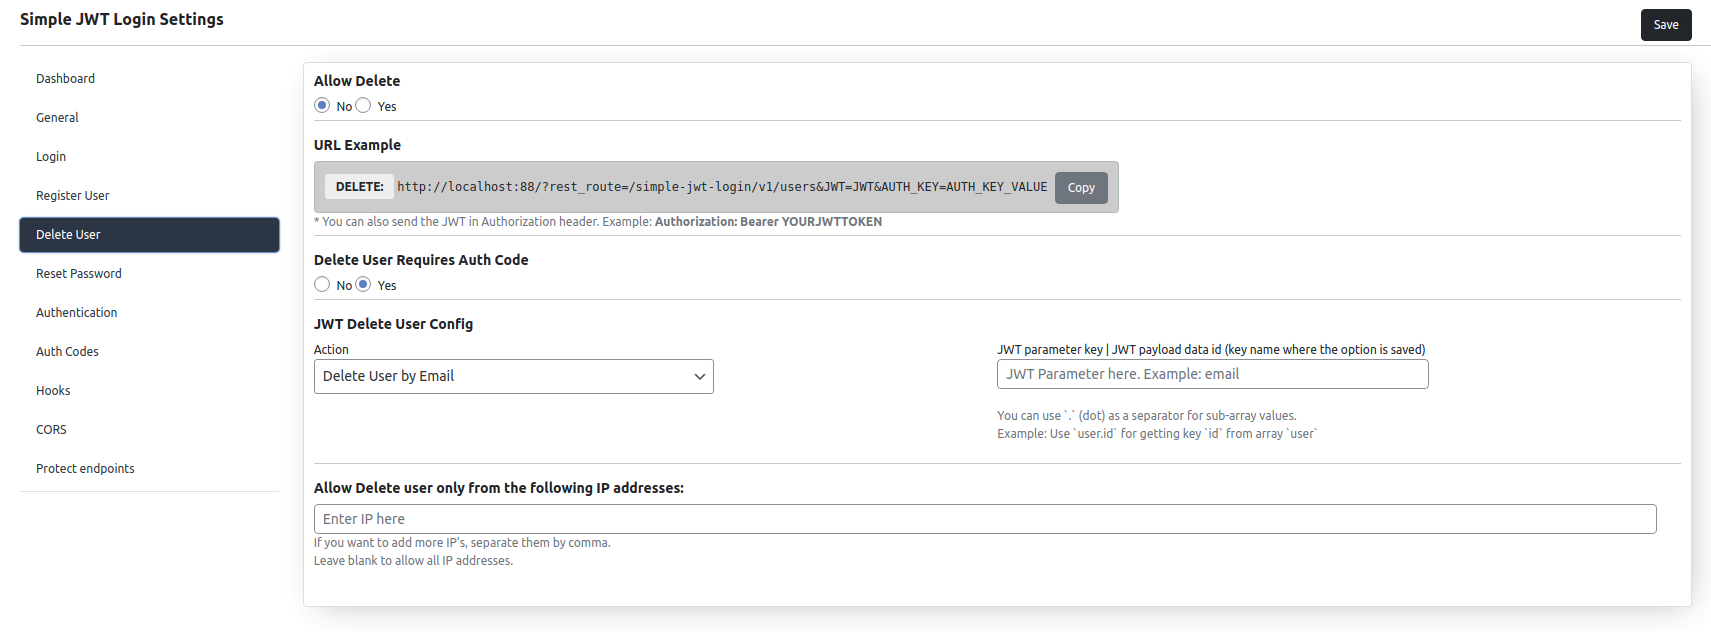 Simple JWT Login Settings
Save
Dashboard
General
Login
Register User
Delete User
Reset Password
Authentication
Auth Codes
Hooks
CORS
Protect endpoints
Allow Delete
No Yes
URL Example
DELETE: http://localhost:88/?rest_route=/simple-jwt-login/v1/users&JWT=JWT&AUTH_KEY=AUTH_KEY_VALUE Copy
* You can also send the JWT in Authorization header. Example: Authorization: Bearer YOURJWTTOKEN
Delete User Requires Auth Code
No Yes
JWT Delete User Config
Action
Delete User by Email
JWT parameter key | JWT payload data id (key name where the option is saved)
JWT Parameter here. Example: email
You can use `.` (dot) as a separator for sub-array values.
Example: Use `user.id` for getting key `id` from array `user`
Allow Delete user only from the following IP addresses:
Enter IP here
If you want to add more IP's, separate them by comma.
Leave blank to allow all IP addresses.